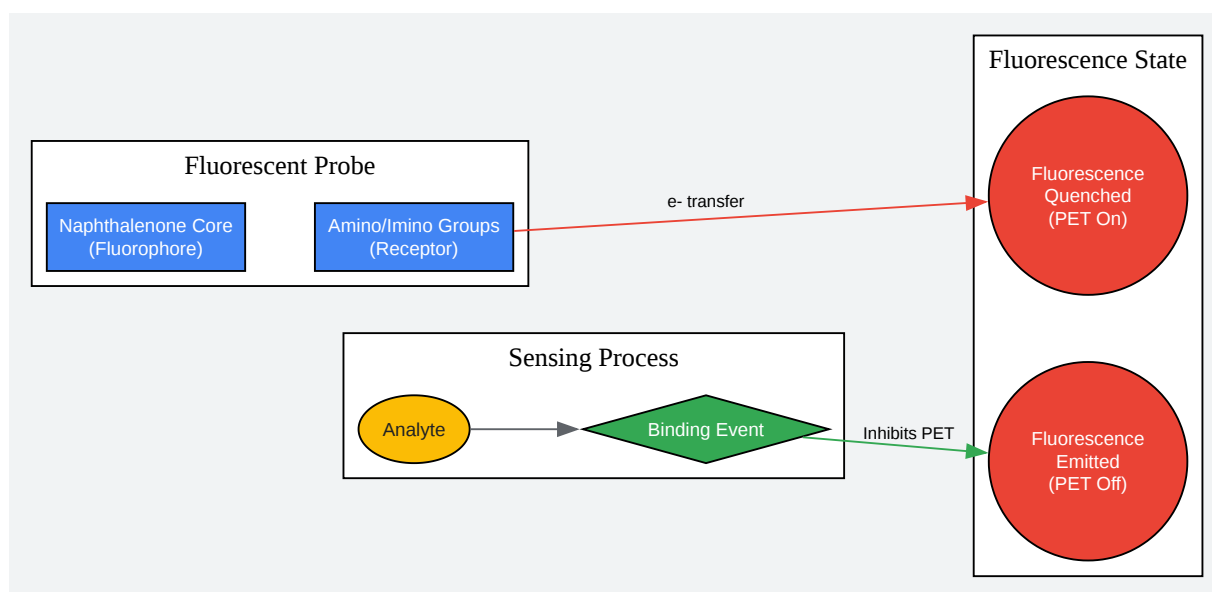 Fluorescent Probe
Naphthalenone Core
(Fluorophore)
Amino/Imino Groups
(Receptor)
e- transfer
Sensing Process
Analyte
Binding Event
Inhibits PET
Fluorescence State
Fluorescence
Quenched
(PET On)
Fluorescence
Emitted
(PET Off)